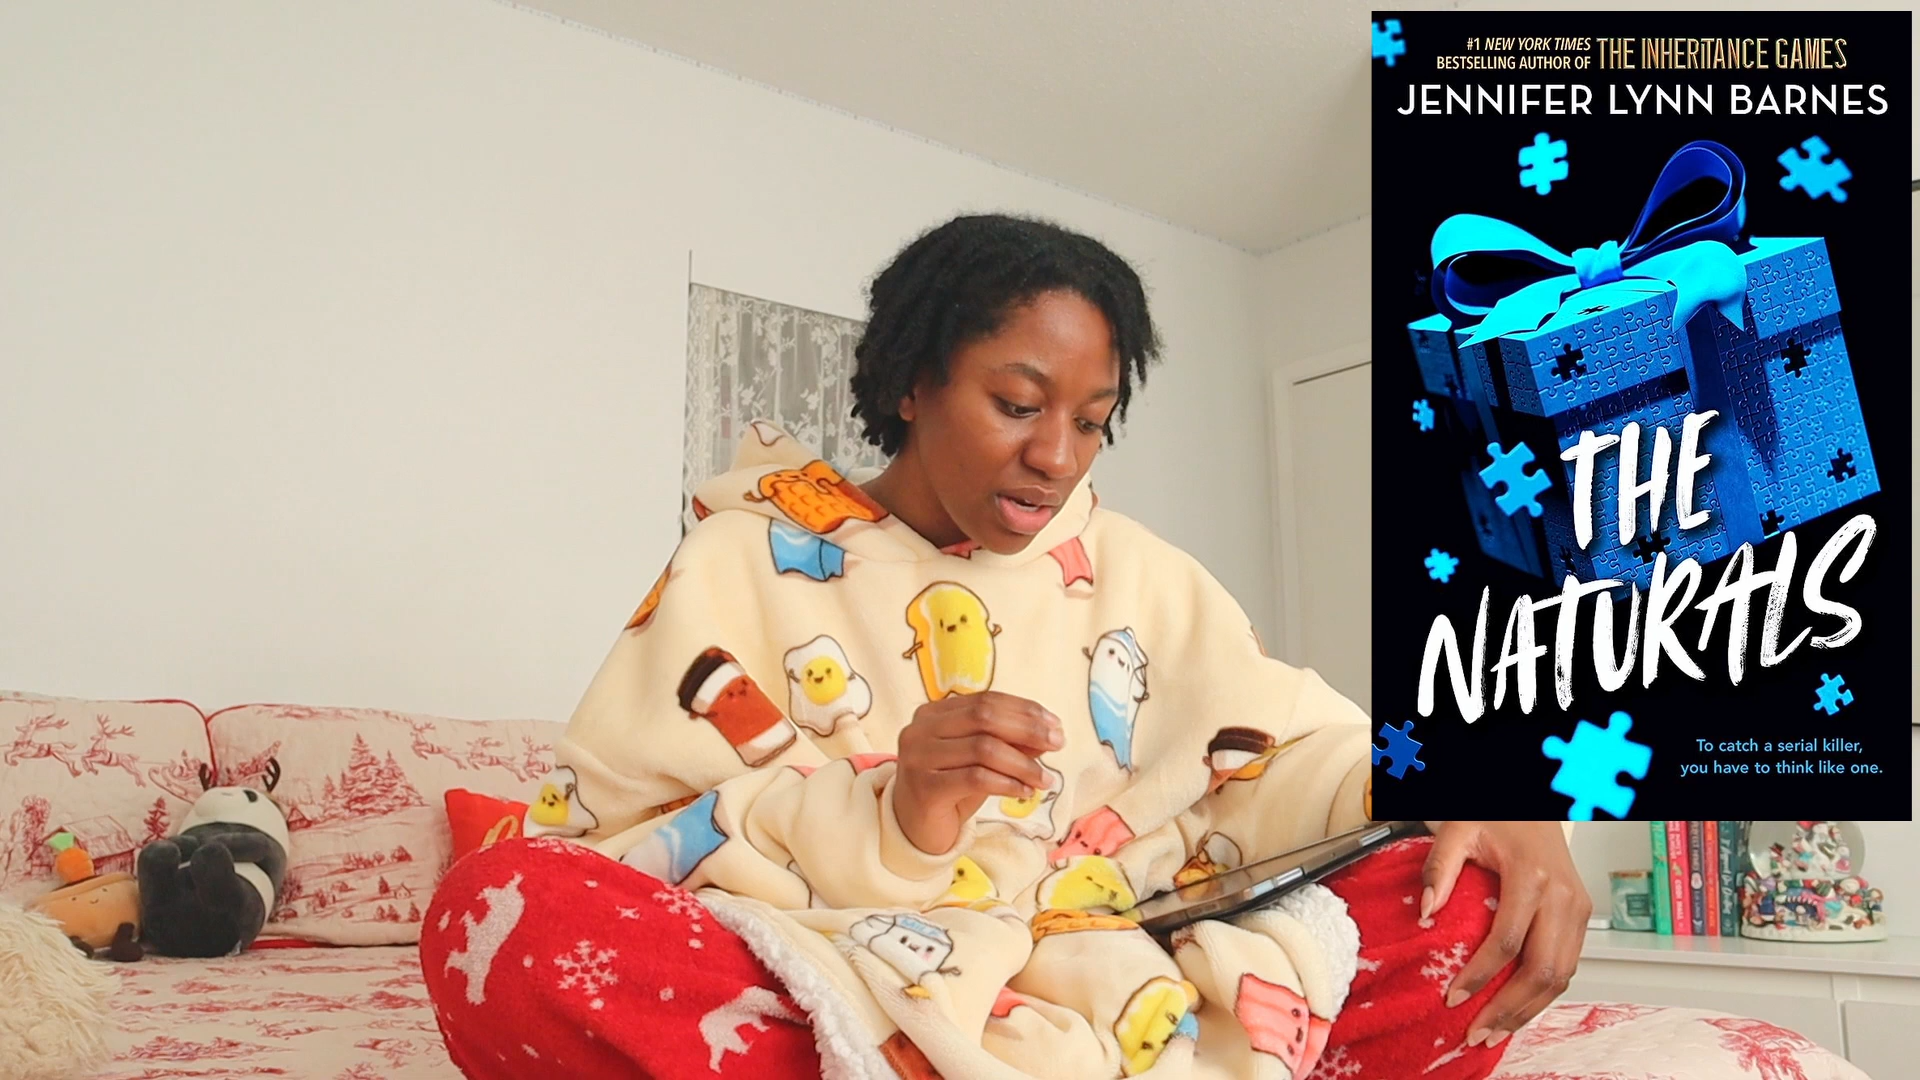 #1 NEW YORK TIMES
BESTSELLING AUTHOR OF THE INHERITANCE GAMES
JENNIFER LYNN BARNES
THE
NATURALS
To catch a serial killer,
you have to think like one.